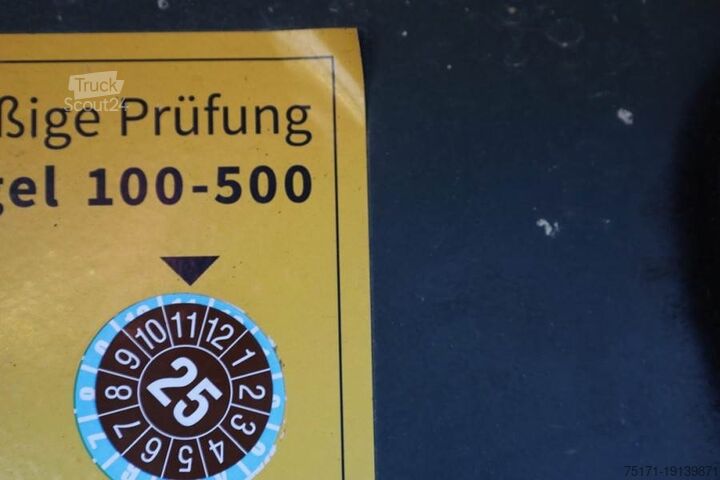 Truck
Scout24
ßige Prüfung
gel 100-500
10 11 12
9 1
8 25 2
7 3
6 5 4
75171-19139871